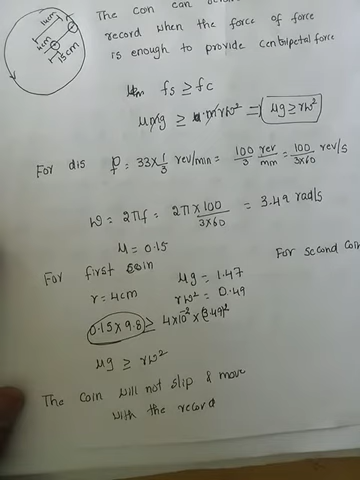 The coin can
record when the force of force
is enough to provide centripetal force
14cm
4cm
15cm
fs ≥ fc
μmg ≥ mrω² = μg ≥ rω²
For dis f = 33 × 1/3 rev/min = 100/3 rev/min = 100/3×60 rev/s
ω = 2πf = 2π × 100/3×60 = 3.49 rad/s
μ = 0.15
For first coin
For second coin
r = 4cm
μg = 1.47
rω² = 0.49
0.15 × 9.8 ≥ 4×10⁻² × (3.49)²
μg ≥ rω²
The coin will not slip & move
with the record